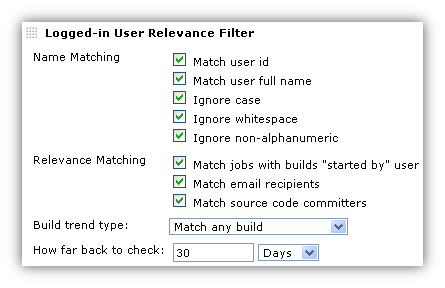 Logged-in User Relevance Filter
Name Matching
Match user id
Match user full name
Ignore case
Ignore whitespace
Ignore non-alphanumeric
Relevance Matching
Match jobs with builds "started by" user
Match email recipients
Match source code committers
Build trend type: Match any build
How far back to check: 30 Days